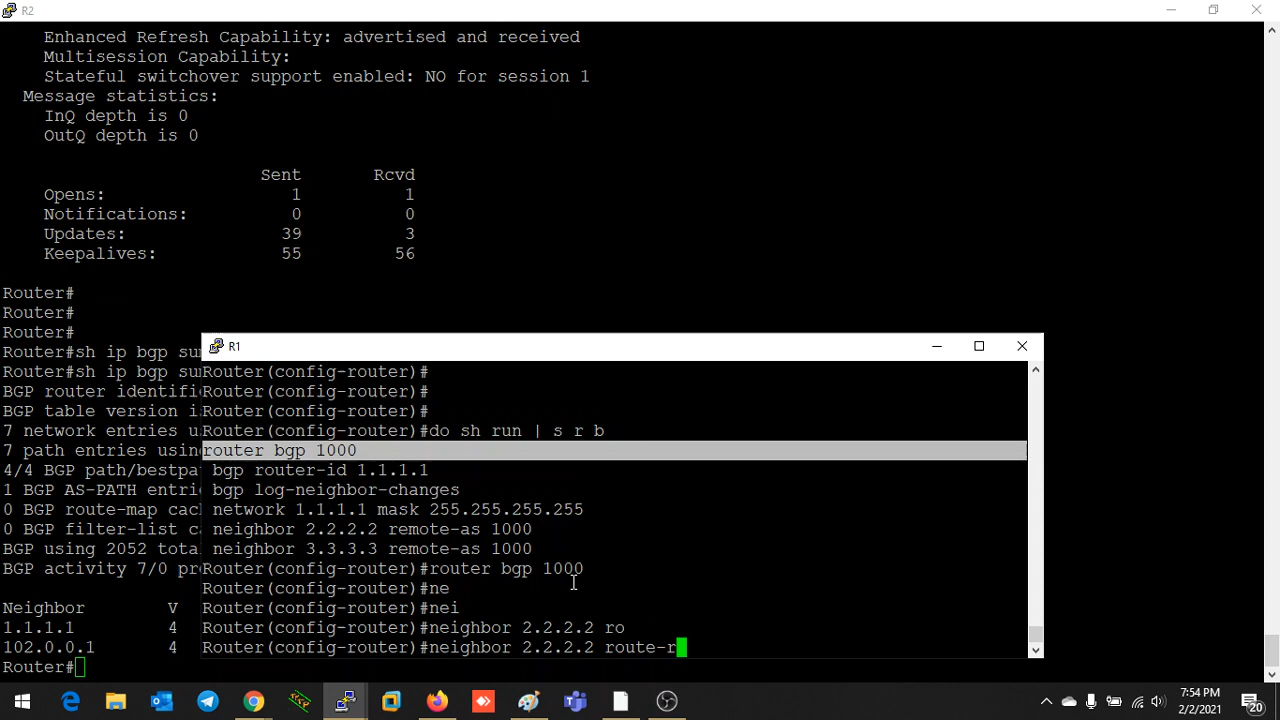 R2
Enhanced Refresh Capability: advertised and received
Multisession Capability:
Stateful switchover support enabled: NO for session 1
Message statistics:
InQ depth is 0
OutQ depth is 0
Sent Rcvd
Opens: 1 1
Notifications: 0 0
Updates: 39 3
Keepalives: 55 56
Router#
Router#
Router#
Router#sh ip bgp su
Router#sh ip bgp su
BGP router identifi
BGP table version i
7 network entries u
7 path entries usin
4/4 BGP path/bestpa
1 BGP AS-PATH entri
0 BGP route-map cac
0 BGP filter-list c
BGP using 2052 tota
BGP activity 7/0 pr
Neighbor V
1.1.1.1 4
102.0.0.1 4
Router#
R1
Router(config-router)#
Router(config-router)#
Router(config-router)#
Router(config-router)#do sh run | s r b
router bgp 1000
bgp router-id 1.1.1.1
bgp log-neighbor-changes
network 1.1.1.1 mask 255.255.255.255
neighbor 2.2.2.2 remote-as 1000
neighbor 3.3.3.3 remote-as 1000
Router(config-router)#router bgp 1000
Router(config-router)#ne
Router(config-router)#nei
Router(config-router)#neighbor 2.2.2.2 ro
Router(config-router)#neighbor 2.2.2.2 route-r
7:54 PM
2/2/2021
20